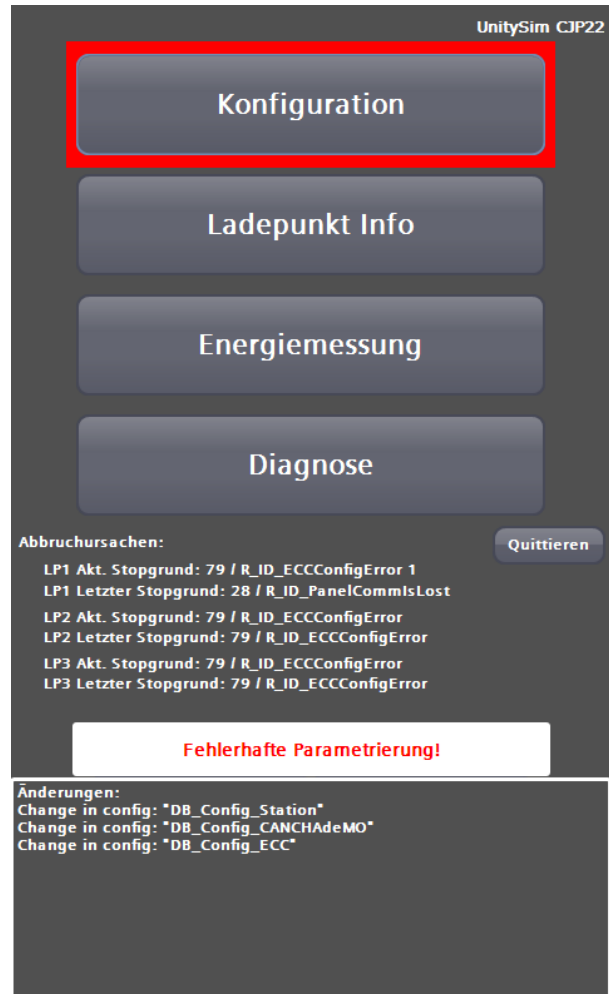 UnitySim CJP22
Konfiguration
Ladepunkt Info
Energiemessung
Diagnose
Abbruchursachen:
Quittieren
LP1 Akt. Stopgrund: 79 / R_ID_ECCConfigError 1
LP1 Letzter Stopgrund: 28 / R_ID_PanelCommIsLost
LP2 Akt. Stopgrund: 79 / R_ID_ECCConfigError
LP2 Letzter Stopgrund: 79 / R_ID_ECCConfigError
LP3 Akt. Stopgrund: 79 / R_ID_ECCConfigError
LP3 Letzter Stopgrund: 79 / R_ID_ECCConfigError
Fehlerhafte Parametrierung!
Änderungen:
Change in config: "DB_Config_Station"
Change in config: "DB_Config_CANCHAdeMO"
Change in config: "DB_Config_ECC"